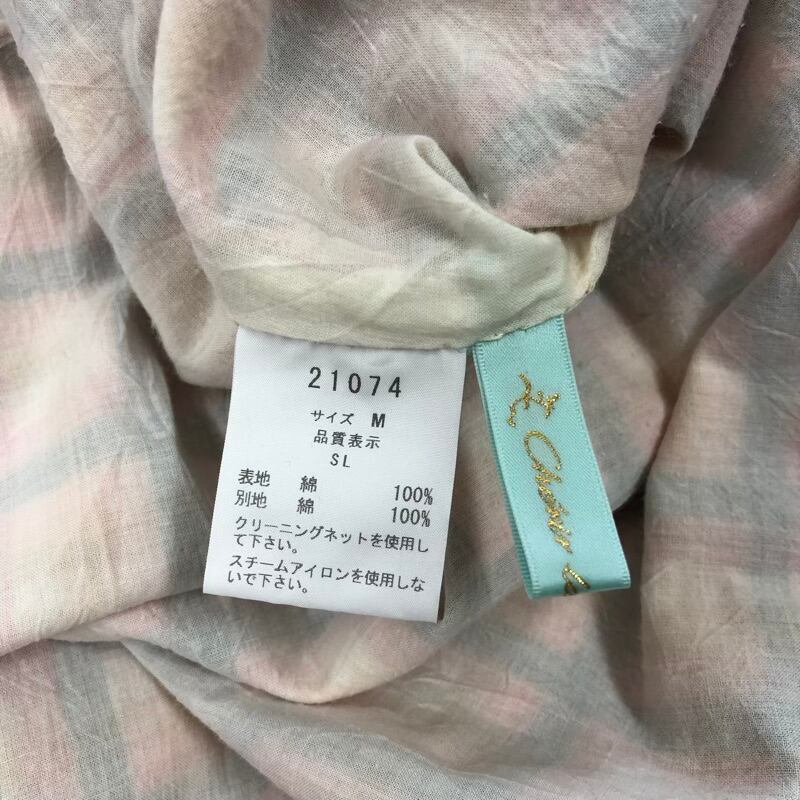 21074
サイズ M
品質表示
SL
表地 綿 100%
別地 綿 100%
クリーニングネットを使用し
て下さい。
スチームアイロンを使用しな
いで下さい。